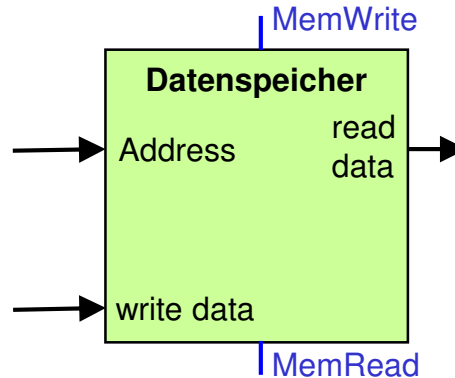 MemWrite
Datenspeicher
Address
read
data
write data
MemRead